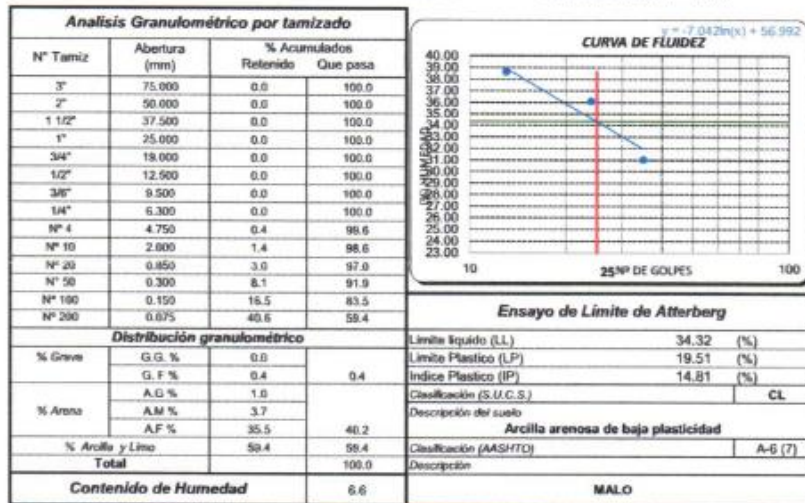 Analisis Granulométrico por tamizado
N° Tamiz Abertura (mm) % Acumulados
Retenido Que pasa
3" 75.000 0.0 100.0
2" 50.000 0.0 100.0
1 1/2" 37.500 0.0 100.0
1" 25.000 0.0 100.0
3/4" 19.000 0.0 100.0
1/2" 12.500 0.0 100.0
3/8" 9.500 0.0 100.0
1/4" 6.300 0.0 100.0
N° 4 4.750 0.4 99.6
N° 10 2.000 1.4 98.6
N° 20 0.850 3.0 97.0
N° 50 0.300 8.1 91.9
N° 100 0.150 16.5 83.5
N° 200 0.075 40.6 59.4
Distribución granulométrico
% Grava G.G. % 0.0
G. F % 0.4 0.4
% Arena A.G % 1.0
A.M % 3.7
A.F % 35.5 40.2
% Arcilla y Limo 59.4 59.4
Total 100.0
Contenido de Humedad 6.6
y = -7.042ln(x) + 56.992
CURVA DE FLUIDEZ
40.00
39.00
38.00
37.00
36.00
35.00
34.00
33.00
32.00
31.00
30.00
29.00
28.00
27.00
26.00
25.00
24.00
23.00
HUMEDAD
10 25 Nº DE GOLPES 100
Ensayo de Límite de Atterberg
Limite liquido (LL) 34.32 (%)
Limite Plastico (LP) 19.51 (%)
Indice Plastico (IP) 14.81 (%)
Clasificación (S.U.C.S.) CL
Descripción del suelo
Arcilla arenosa de baja plasticidad
Clasificación (AASHTO) A-6 (7)
Descripción
MALO